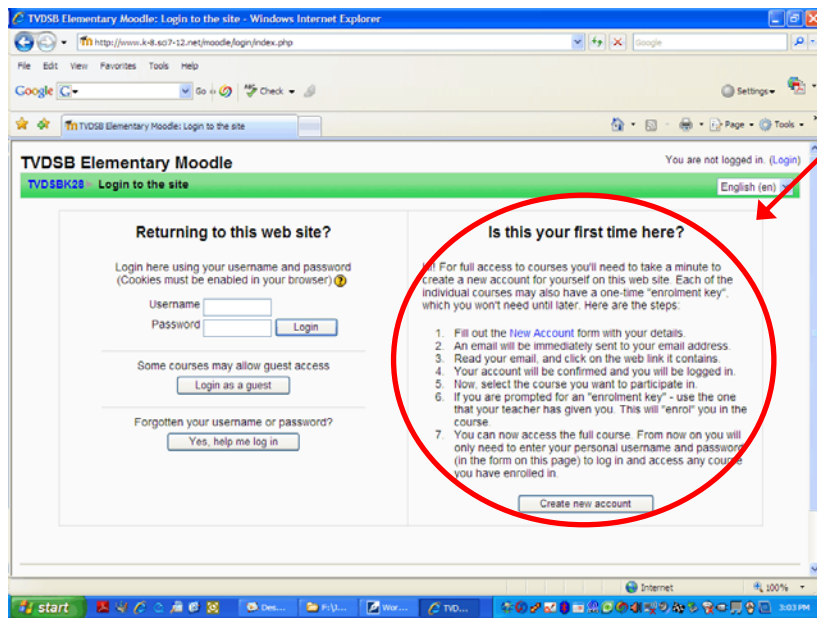 TVDSB Elementary Moodle: Login to the site - Windows Internet Explorer
http://www.k-8.sci7-12.net/moodle/login/index.php
Google
File Edit View Favorites Tools Help
Google G Go Check Settings
TVDSB Elementary Moodle: Login to the site
Page Tools
TVDSB Elementary Moodle
You are not logged in. (Login)
TVDSBK28 Login to the site
English (en)
Returning to this web site?
Login here using your username and password
(Cookies must be enabled in your browser)
Username
Password
Login
Some courses may allow guest access
Login as a guest
Forgotten your username or password?
Yes, help me log in
Is this your first time here?
Hi! For full access to courses you'll need to take a minute to
create a new account for yourself on this web site. Each of the
individual courses may also have a one-time "enrolment key",
which you won't need until later. Here are the steps:
1. Fill out the New Account form with your details.
2. An email will be immediately sent to your email address.
3. Read your email, and click on the web link it contains.
4. Your account will be confirmed and you will be logged in.
5. Now, select the course you want to participate in.
6. If you are prompted for an "enrolment key" - use the one
that your teacher has given you. This will "enrol" you in the
course.
7. You can now access the full course. From now on you will
only need to enter your personal username and password
(in the form on this page) to log in and access any course
you have enrolled in.
Create new account
Internet 100%
start Des... F:\J... Wor... TVD... 3:03 PM